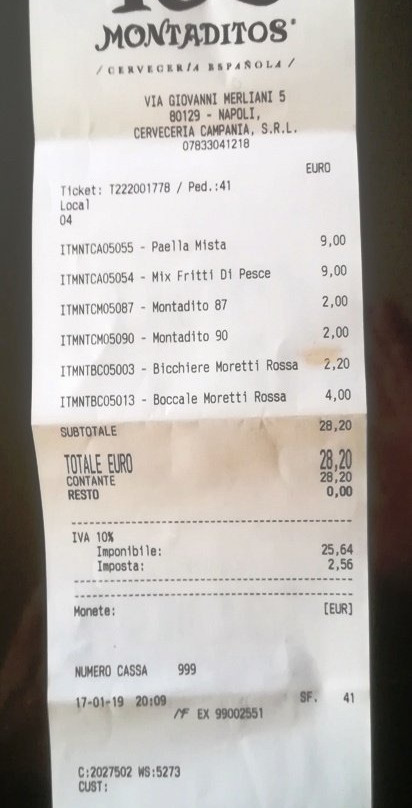 MONTADITOS
/ CERVECERÍA ESPAÑOLA /
VIA GIOVANNI MERLIANI 5
80129 - NAPOLI,
CERVECERIA CAMPANIA, S.R.L.
07833041218
EURO
Ticket: T222001778 / Ped.:41
Local
04
ITMNTCA05055 - Paella Mista 9,00
ITMNTCA05054 - Mix Fritti Di Pesce 9,00
ITMNTCM05087 - Montadito 87 2,00
ITMNTCM05090 - Montadito 90 2,00
ITMNTBC05003 - Bicchiere Moretti Rossa 2,20
ITMNTBC05013 - Boccale Moretti Rossa 4,00
SUBTOTALE 28,20
TOTALE EURO 28,20
CONTANTE 28,20
RESTO 0,00
IVA 10%
Imponibile: 25,64
Imposta: 2,56
Monete: [EUR]
NUMERO CASSA 999
17-01-19 20:09 SF. 41
MF EX 99002551
C:2027502 WS:5273
CUST: